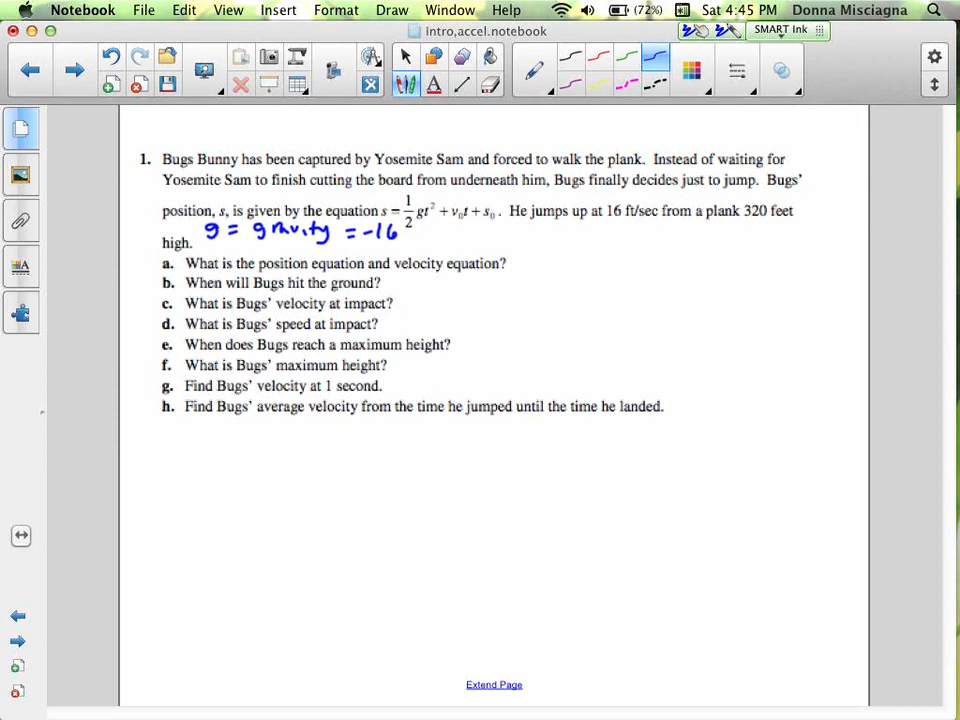 Notebook File Edit View Insert Format Draw Window Help (72%) Sat 4:45 PM Donna Misciagna
Intro,accel.notebook
SMART Ink
1. Bugs Bunny has been captured by Yosemite Sam and forced to walk the plank. Instead of waiting for
Yosemite Sam to finish cutting the board from underneath him, Bugs finally decides just to jump. Bugs'
position, s, is given by the equation s = 1/2 gt² + v₀t + s₀. He jumps up at 16 ft/sec from a plank 320 feet
g = gravity = -16
high.
a. What is the position equation and velocity equation?
b. When will Bugs hit the ground?
c. What is Bugs' velocity at impact?
d. What is Bugs' speed at impact?
e. When does Bugs reach a maximum height?
f. What is Bugs' maximum height?
g. Find Bugs' velocity at 1 second.
h. Find Bugs' average velocity from the time he jumped until the time he landed.
Extend Page